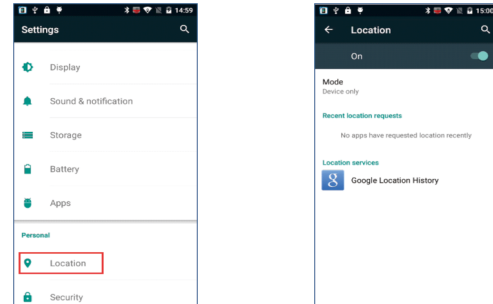 14:59
Settings
Display
Sound & notification
Storage
Battery
Apps
Personal
Location
Security
15:00
Location
On
Mode
Device only
Recent location requests
No apps have requested location recently
Location services
8
Google Location History